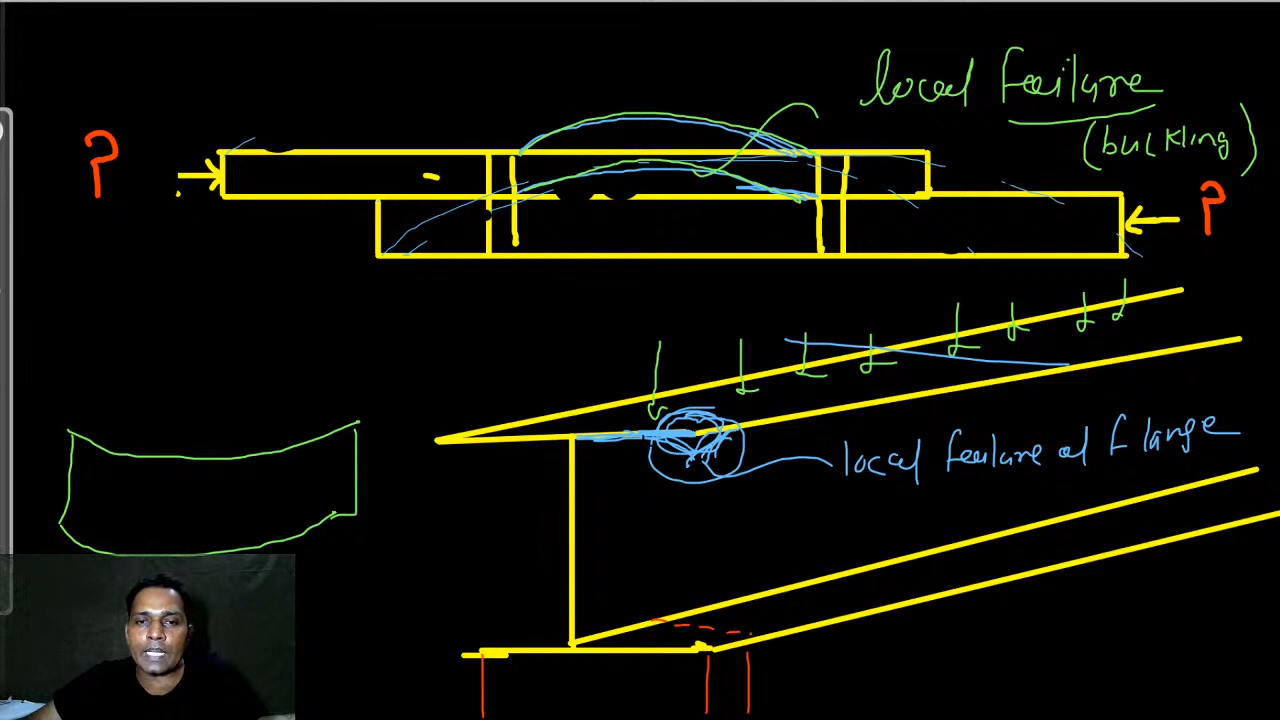 local failure
(buckling)
P
P
local failure of flange